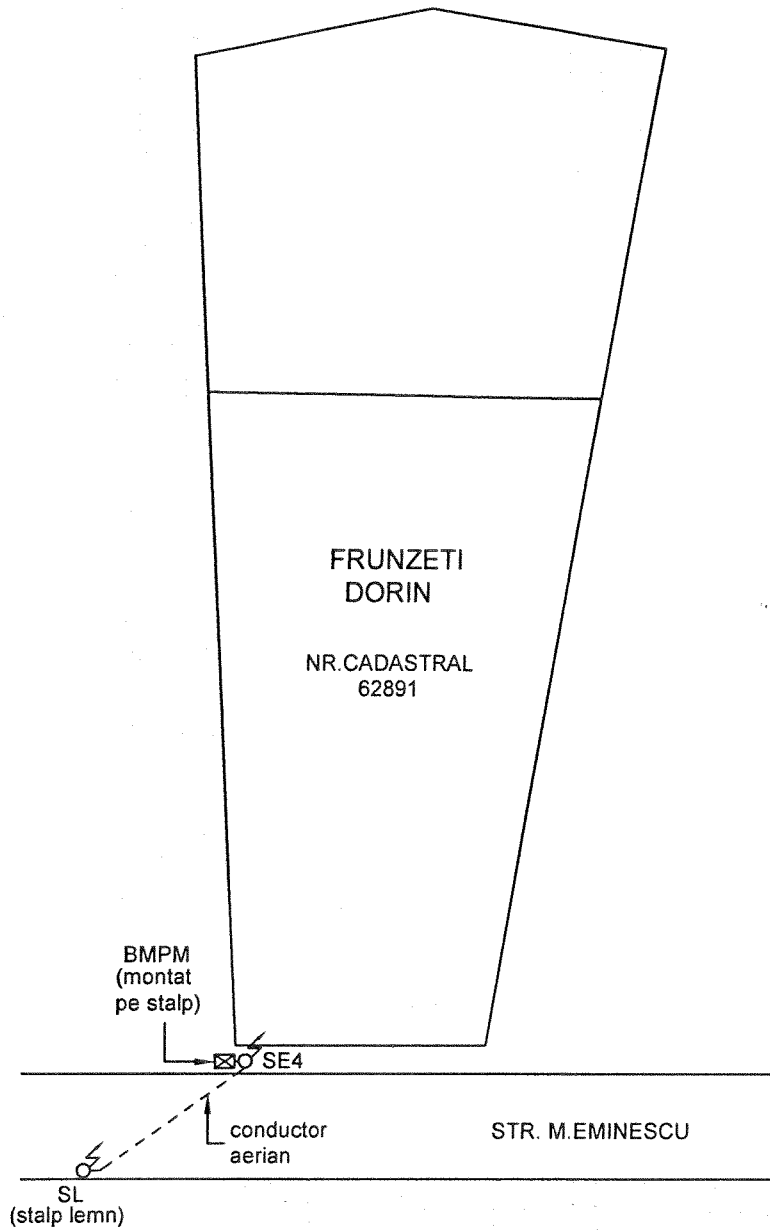 FRUNZETI
DORIN
NR.CADASTRAL
62891
BMPM
(montat
pe stalp)
SE4
conductor
aerian
STR. M.EMINESCU
SL
(stalp lemn)